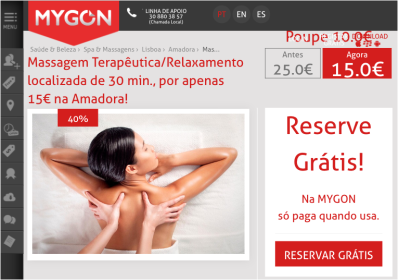 MENU
MYGON
LINHA DE APOIO
30 880 38 57
(Chamada Local)
EN
ES
Poupe 10.0€
LOAD
Saúde & Beleza › Spa & Massagens › Lisboa › Amadora › Mas...
Antes
25.0€
Agora
15.0€
Massagem Terapêutica/Relaxamento
localizada de 30 min., por apenas
15€ na Amadora!
40%
Reserve
Grátis!
Na MYGON
só paga quando usa.
RESERVAR GRÁTIS